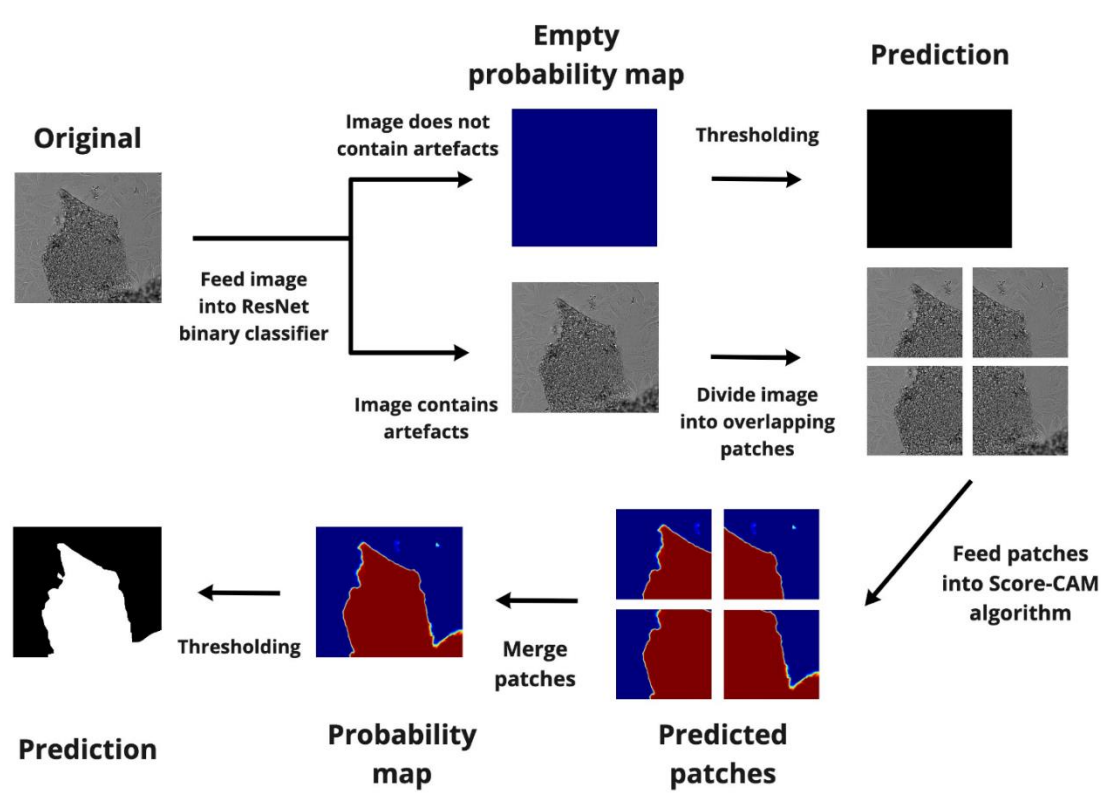 Original
Feed image
into ResNet
binary classifier
Image does not
contain artefacts
Empty
probability map
Thresholding
Prediction
Image contains
artefacts
Divide image
into overlapping
patches
Feed patches
into Score-CAM
algorithm
Predicted
patches
Merge
patches
Probability
map
Thresholding
Prediction